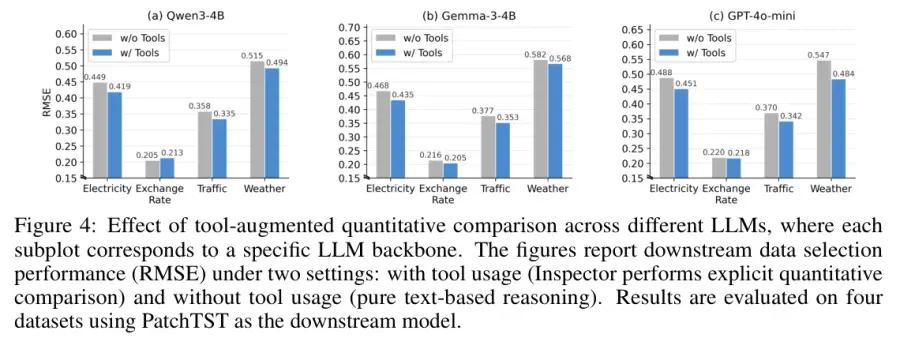 (a) Qwen3-4B
RMSE
0.60
0.55
0.50
0.45
0.40
0.35
0.30
0.25
0.20
0.15
w/o Tools
w/ Tools
0.449
0.419
0.205
0.213
0.358
0.335
0.515
0.494
Electricity
Exchange
Rate
Traffic
Weather
(b) Gemma-3-4B
0.70
0.65
0.60
0.55
0.50
0.45
0.40
0.35
0.30
0.25
0.20
0.15
w/o Tools
w/ Tools
0.468
0.435
0.216
0.205
0.377
0.353
0.582
0.568
Electricity
Exchange
Rate
Traffic
Weather
(c) GPT-4o-mini
0.65
0.60
0.55
0.50
0.45
0.40
0.35
0.30
0.25
0.20
0.15
w/o Tools
w/ Tools
0.488
0.451
0.220
0.218
0.370
0.342
0.547
0.484
Electricity
Exchange
Rate
Traffic
Weather
Figure 4: Effect of tool-augmented quantitative comparison across different LLMs, where each
subplot corresponds to a specific LLM backbone. The figures report downstream data selection
performance (RMSE) under two settings: with tool usage (Inspector performs explicit quantitative
comparison) and without tool usage (pure text-based reasoning). Results are evaluated on four
datasets using PatchTST as the downstream model.